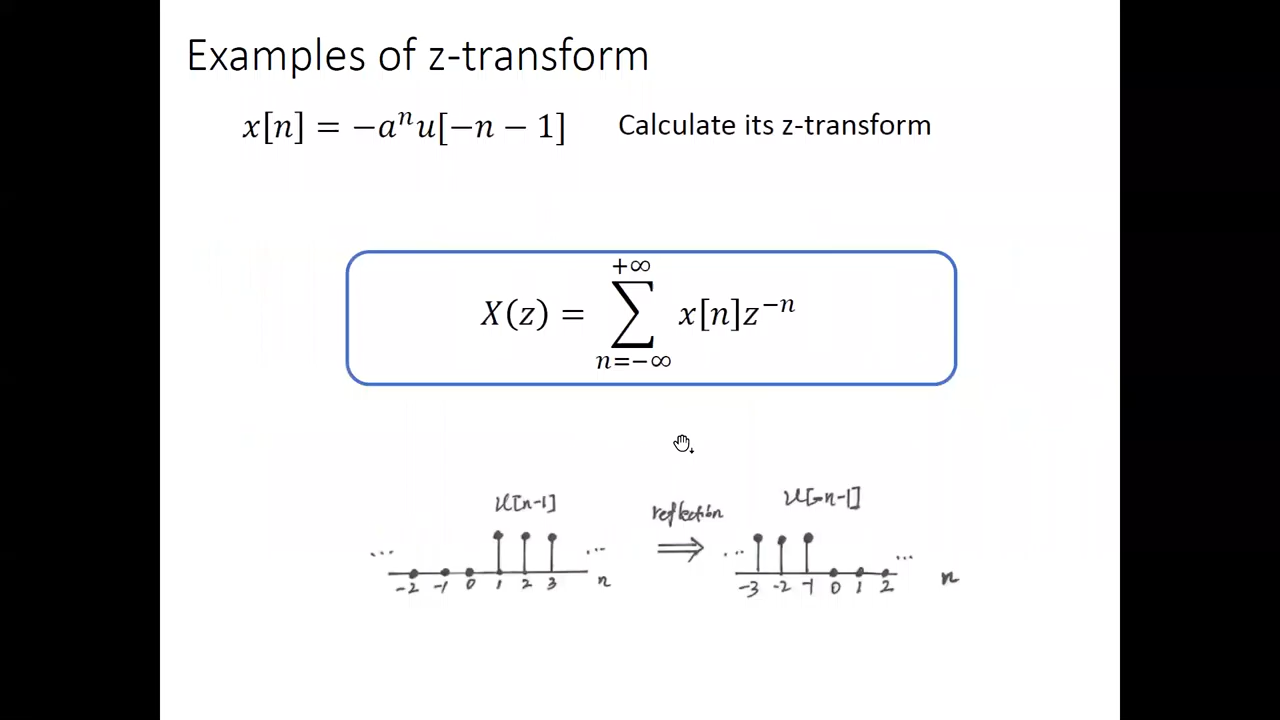 Examples of z-transform
x[n] = −aⁿu[−n − 1] Calculate its z-transform
+∞
X(z) = ∑ x[n]z⁻ⁿ
n=−∞
u[n-1] reflection u[-n-1]
... ... ⇒ ... ...
-2 -1 0 1 2 3 n -3 -2 -1 0 1 2 n